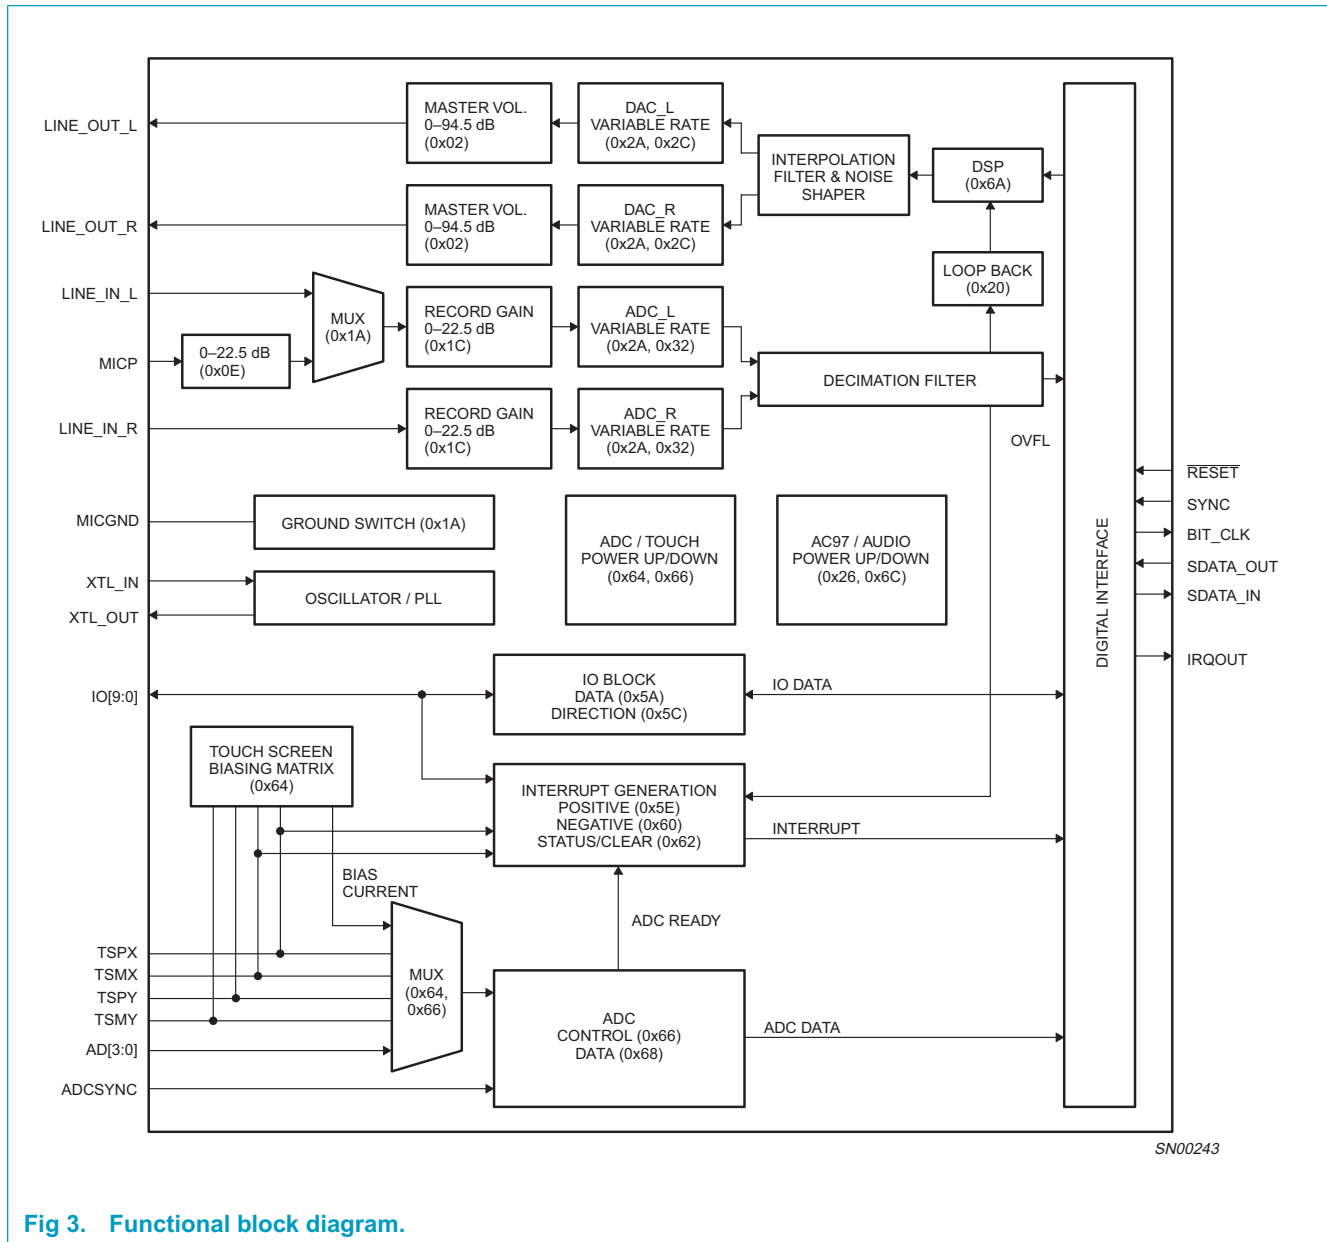 LINE_OUT_L
MASTER VOL.
0–94.5 dB
(0x02)
DAC_L
VARIABLE RATE
(0x2A, 0x2C)
INTERPOLATION
FILTER & NOISE
SHAPER
DSP
(0x6A)
LINE_OUT_R
MASTER VOL.
0–94.5 dB
(0x02)
DAC_R
VARIABLE RATE
(0x2A, 0x2C)
LOOP BACK
(0x20)
LINE_IN_L
MUX
(0x1A)
RECORD GAIN
0–22.5 dB
(0x1C)
ADC_L
VARIABLE RATE
(0x2A, 0x32)
MICP
0–22.5 dB
(0x0E)
DECIMATION FILTER
LINE_IN_R
RECORD GAIN
0–22.5 dB
(0x1C)
ADC_R
VARIABLE RATE
(0x2A, 0x32)
OVFL
MICGND
GROUND SWITCH (0x1A)
ADC / TOUCH
POWER UP/DOWN
(0x64, 0x66)
AC97 / AUDIO
POWER UP/DOWN
(0x26, 0x6C)
XTL_IN
XTL_OUT
OSCILLATOR / PLL
DIGITAL INTERFACE
RESET
SYNC
BIT_CLK
SDATA_OUT
SDATA_IN
IRQOUT
IO[9:0]
IO BLOCK
DATA (0x5A)
DIRECTION (0x5C)
IO DATA
TOUCH SCREEN
BIASING MATRIX
(0x64)
INTERRUPT GENERATION
POSITIVE (0x5E)
NEGATIVE (0x60)
STATUS/CLEAR (0x62)
INTERRUPT
BIAS
CURRENT
ADC READY
TSPX
TSMX
TSPY
TSMY
AD[3:0]
ADCSYNC
MUX
(0x64,
0x66)
ADC
CONTROL (0x66)
DATA (0x68)
ADC DATA
SN00243
Fig 3. Functional block diagram.